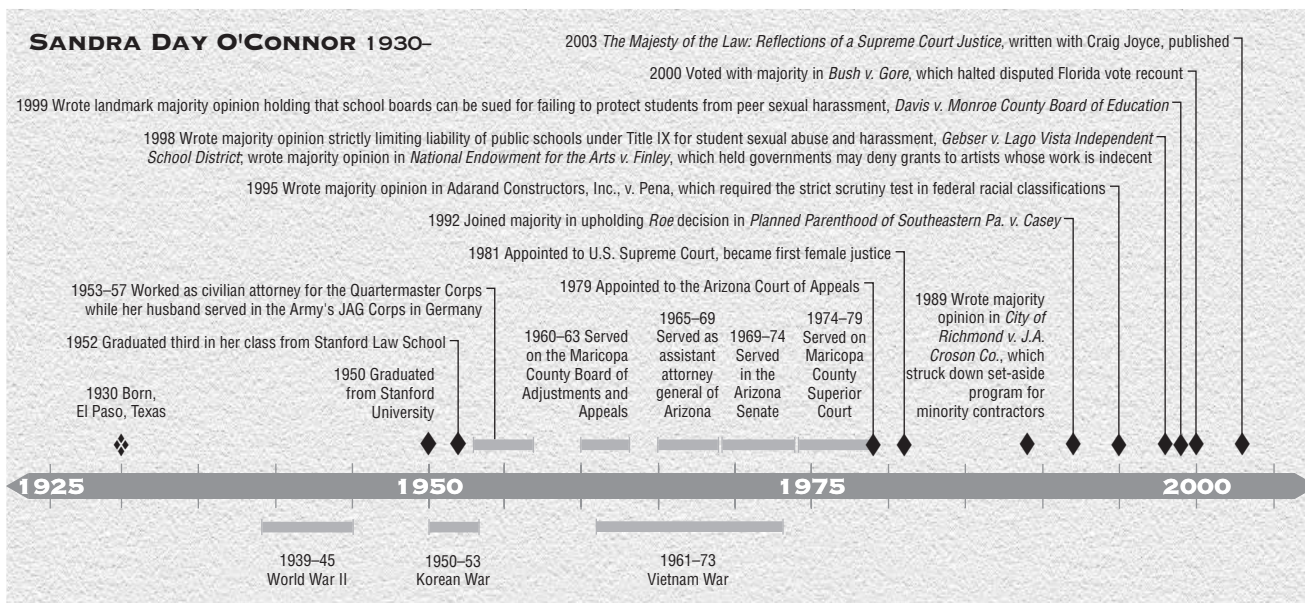 SANDRA DAY O'CONNOR 1930–
2003 The Majesty of the Law: Reflections of a Supreme Court Justice, written with Craig Joyce, published
2000 Voted with majority in Bush v. Gore, which halted disputed Florida vote recount
1999 Wrote landmark majority opinion holding that school boards can be sued for failing to protect students from peer sexual harassment, Davis v. Monroe County Board of Education
1998 Wrote majority opinion strictly limiting liability of public schools under Title IX for student sexual abuse and harassment, Gebser v. Lago Vista Independent
School District; wrote majority opinion in National Endowment for the Arts v. Finley, which held governments may deny grants to artists whose work is indecent
1995 Wrote majority opinion in Adarand Constructors, Inc., v. Pena, which required the strict scrutiny test in federal racial classifications
1992 Joined majority in upholding Roe decision in Planned Parenthood of Southeastern Pa. v. Casey
1981 Appointed to U.S. Supreme Court, became first female justice
1979 Appointed to the Arizona Court of Appeals
1953–57 Worked as civilian attorney for the Quartermaster Corps
while her husband served in the Army's JAG Corps in Germany
1952 Graduated third in her class from Stanford Law School
1930 Born,
El Paso, Texas
1950 Graduated
from Stanford
University
1960–63 Served
on the Maricopa
County Board of
Adjustments and
Appeals
1965–69
Served as
assistant
attorney
general of
Arizona
1969–74
Served
in the
Arizona
Senate
1974–79
Served on
Maricopa
County
Superior
Court
1989 Wrote majority
opinion in City of
Richmond v. J.A.
Croson Co., which
struck down set-aside
program for
minority contractors
1925
1950
1975
2000
1939–45
World War II
1950–53
Korean War
1961–73
Vietnam War